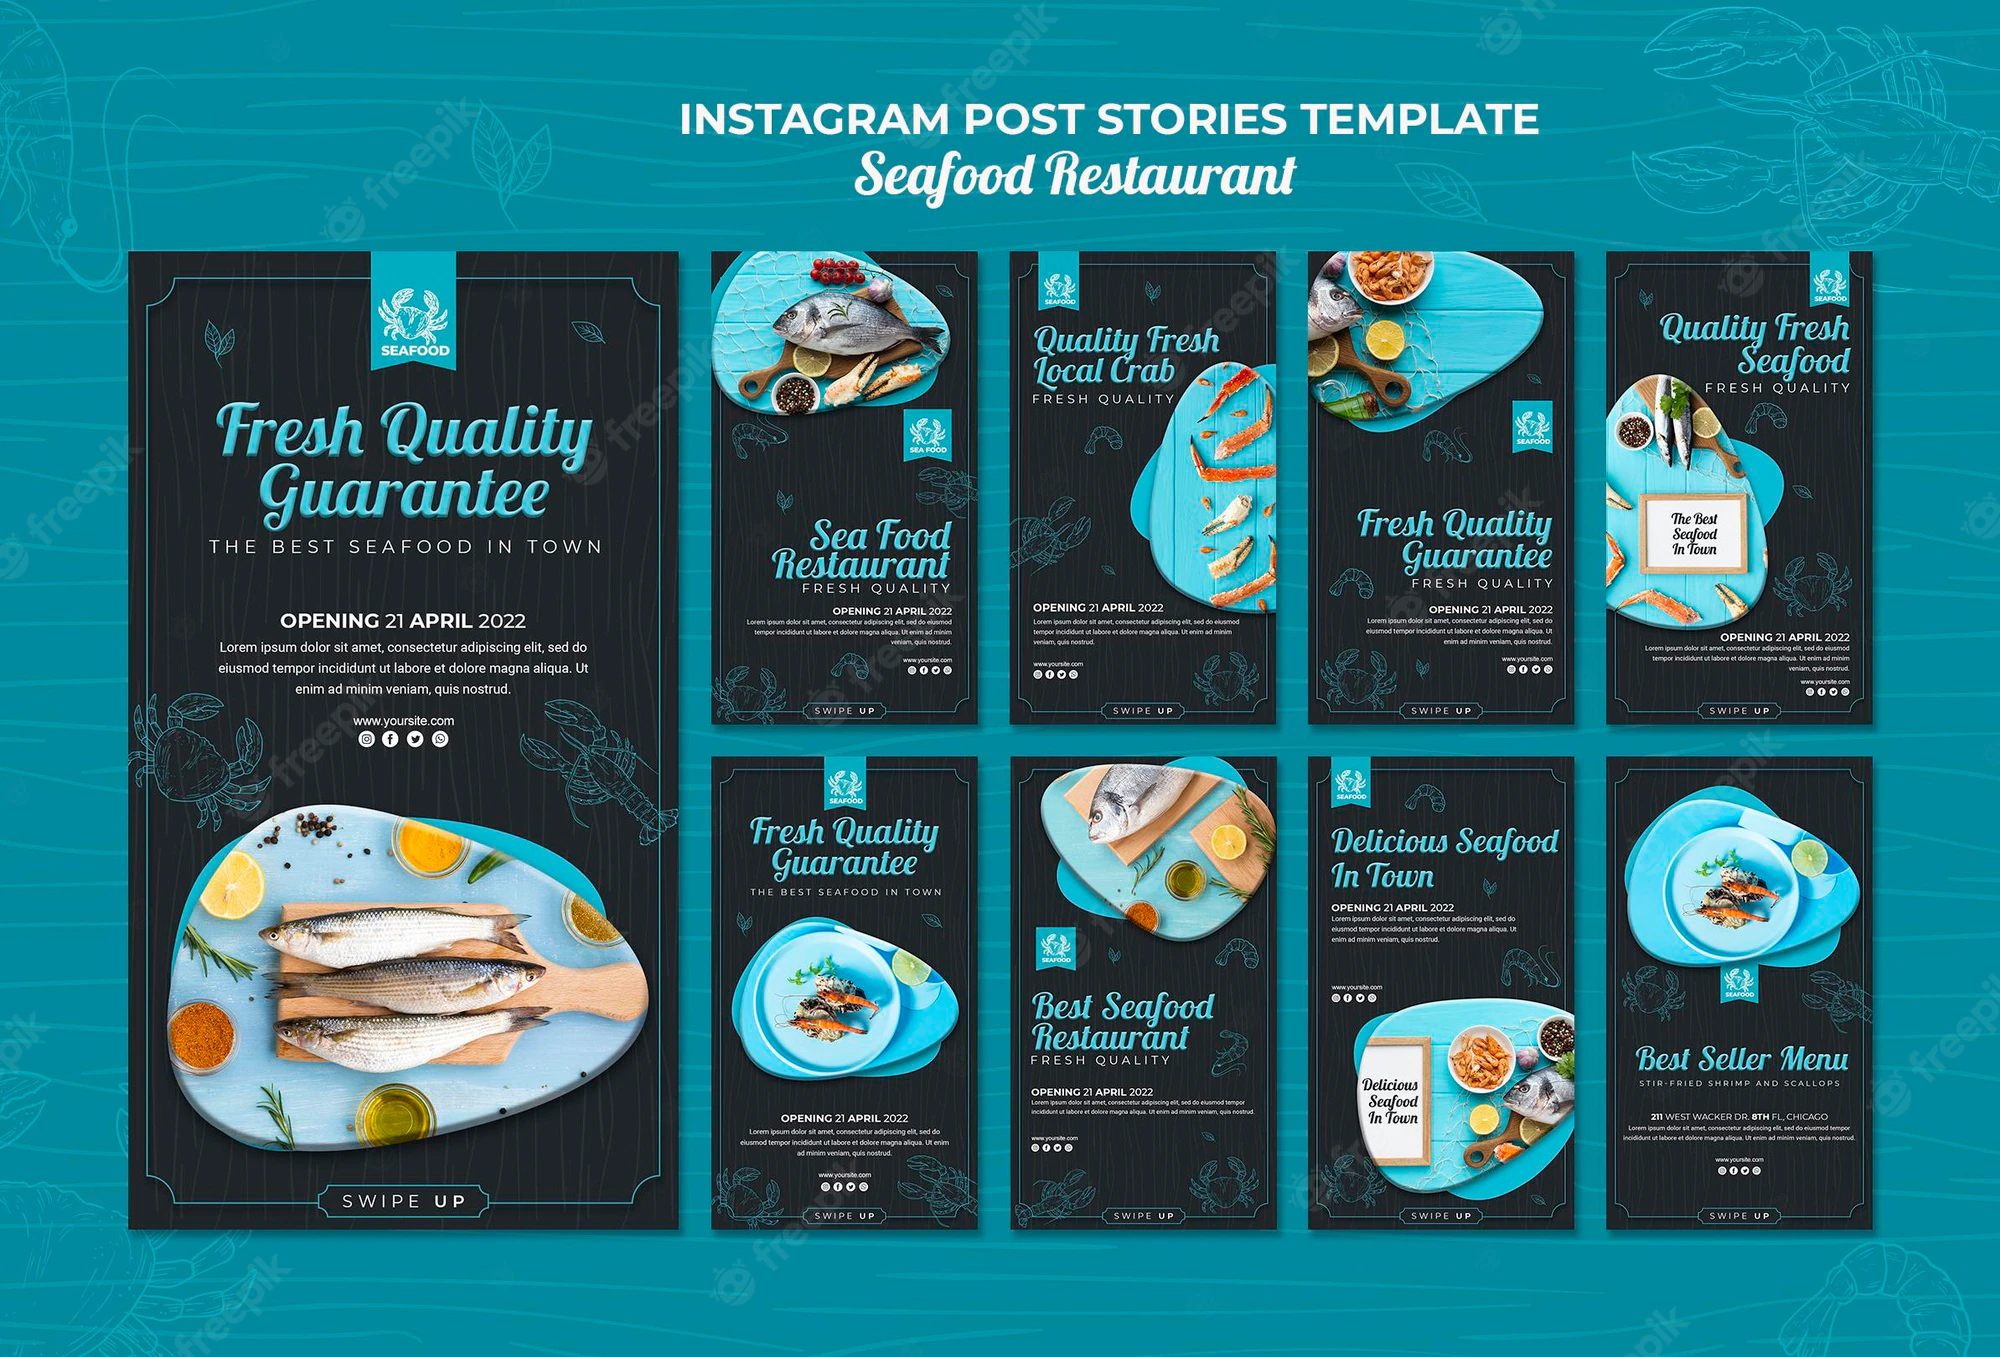 INSTAGRAM POST STORIES TEMPLATE
Seafood Restaurant
SEAFOOD
Fresh Quality
Guarantee
THE BEST SEAFOOD IN TOWN
OPENING 21 APRIL 2022
Lorem ipsum dolor sit amet, consectetur adipiscing elit, sed do
eiusmod tempor incididunt ut labore et dolore magna aliqua. Ut
enim ad minim veniam, quis nostrud.
www.yoursite.com
SWIPE UP
SEA FOOD
Sea Food
Restaurant
FRESH QUALITY
OPENING 21 APRIL 2022
Lorem ipsum dolor sit amet, consectetur adipiscing elit, sed do eiusmod
tempor incididunt ut labore et dolore magna aliqua. Ut enim ad minim
veniam, quis nostrud.
www.yoursite.com
SWIPE UP
SEAFOOD
Quality Fresh
Local Crab
FRESH QUALITY
OPENING 21 APRIL 2022
Lorem ipsum dolor sit amet, consectetur adipiscing elit, sed do eiusmod
tempor incididunt ut labore et dolore magna aliqua. Ut enim ad minim
veniam, quis nostrud.
www.yoursite.com
SWIPE UP
SEAFOOD
Fresh Quality
Guarantee
FRESH QUALITY
OPENING 21 APRIL 2022
Lorem ipsum dolor sit amet, consectetur adipiscing elit, sed do
eiusmod tempor incididunt ut labore et dolore magna aliqua. Ut
enim ad minim veniam, quis nostrud.
www.yoursite.com
SWIPE UP
SEAFOOD
Quality Fresh
Seafood
FRESH QUALITY
The Best
Seafood
In Town
OPENING 21 APRIL 2022
Lorem ipsum dolor sit amet, consectetur adipiscing elit, sed do eiusmod
tempor incididunt ut labore et dolore magna aliqua. Ut enim ad minim
veniam, quis nostrud.
www.yoursite.com
SWIPE UP
SEAFOOD
Fresh Quality
Guarantee
THE BEST SEAFOOD IN TOWN
OPENING 21 APRIL 2022
Lorem ipsum dolor sit amet, consectetur adipiscing elit, sed do
eiusmod tempor incididunt ut labore et dolore magna aliqua. Ut enim
ad minim veniam, quis nostrud.
www.yoursite.com
SWIPE UP
SEAFOOD
Best Seafood
Restaurant
FRESH QUALITY
OPENING 21 APRIL 2022
Lorem ipsum dolor sit amet, consectetur adipiscing elit, sed do eiusmod tempor
incididunt ut labore et dolore magna aliqua. Ut enim ad minim veniam, quis nostrud.
www.yoursite.com
SWIPE UP
SEAFOOD
Delicious Seafood
In Town
OPENING 21 APRIL 2022
Lorem ipsum dolor sit amet, consectetur adipiscing elit, sed do
eiusmod tempor incididunt ut labore et dolore magna aliqua. Ut
enim ad minim veniam, quis nostrud.
www.yoursite.com
Delicious
Seafood
In Town
SWIPE UP
SEAFOOD
Best Seller Menu
STIR-FRIED SHRIMP AND SCALLOPS
211 WEST WACKER DR. 8TH FL, CHICAGO
Lorem ipsum dolor sit amet, consectetur adipiscing elit, sed do eiusmod tempor
incididunt ut labore et dolore magna aliqua. Ut enim ad minim veniam, quis nostrud.
www.yoursite.com
SWIPE UP
freepik